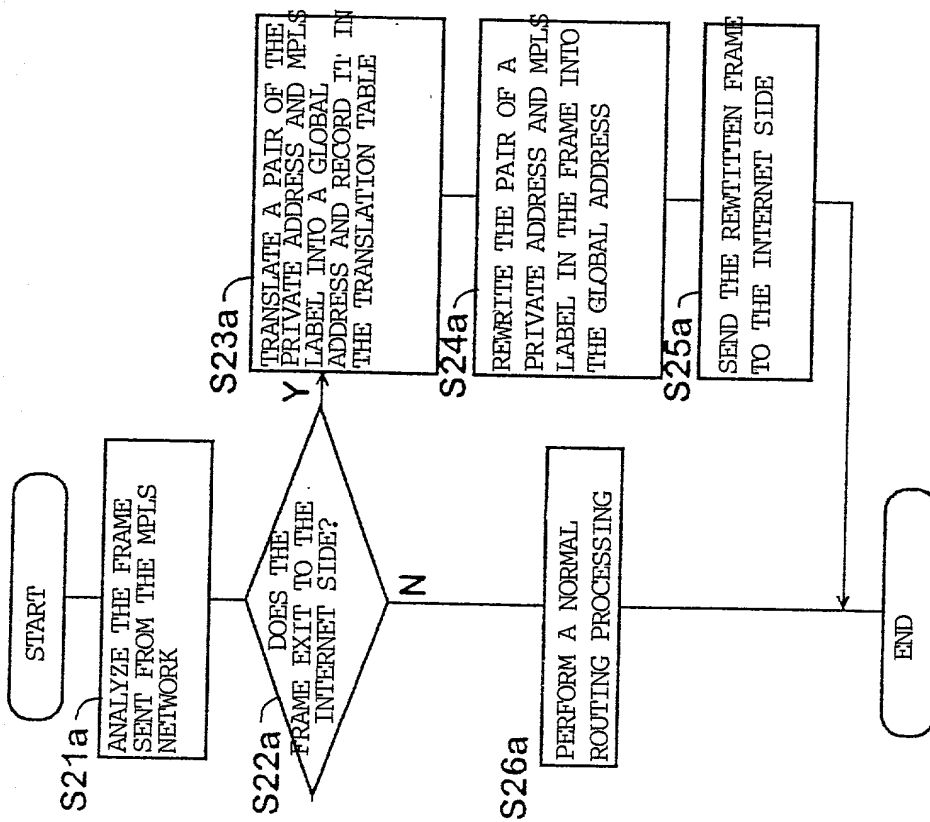 START
S21a
ANALYZE THE FRAME
SENT FROM THE MPLS
NETWORK
S22a
DOES THE
FRAME EXIT TO THE
INTERNET SIDE?
Y
N
S23a
TRANSLATE A PAIR OF THE
PRIVATE ADDRESS AND MPLS
LABEL INTO A GLOBAL
ADDRESS AND RECORD IT IN
THE TRANSLATION TABLE
S24a
REWRITE THE PAIR OF A
PRIVATE ADDRESS AND MPLS
LABEL IN THE FRAME INTO
THE GLOBAL ADDRESS
S25a
SEND THE REWTITTEN FRAME
TO THE INTERNET SIDE
S26a
PERFORM A NORMAL
ROUTING PROCESSING
END